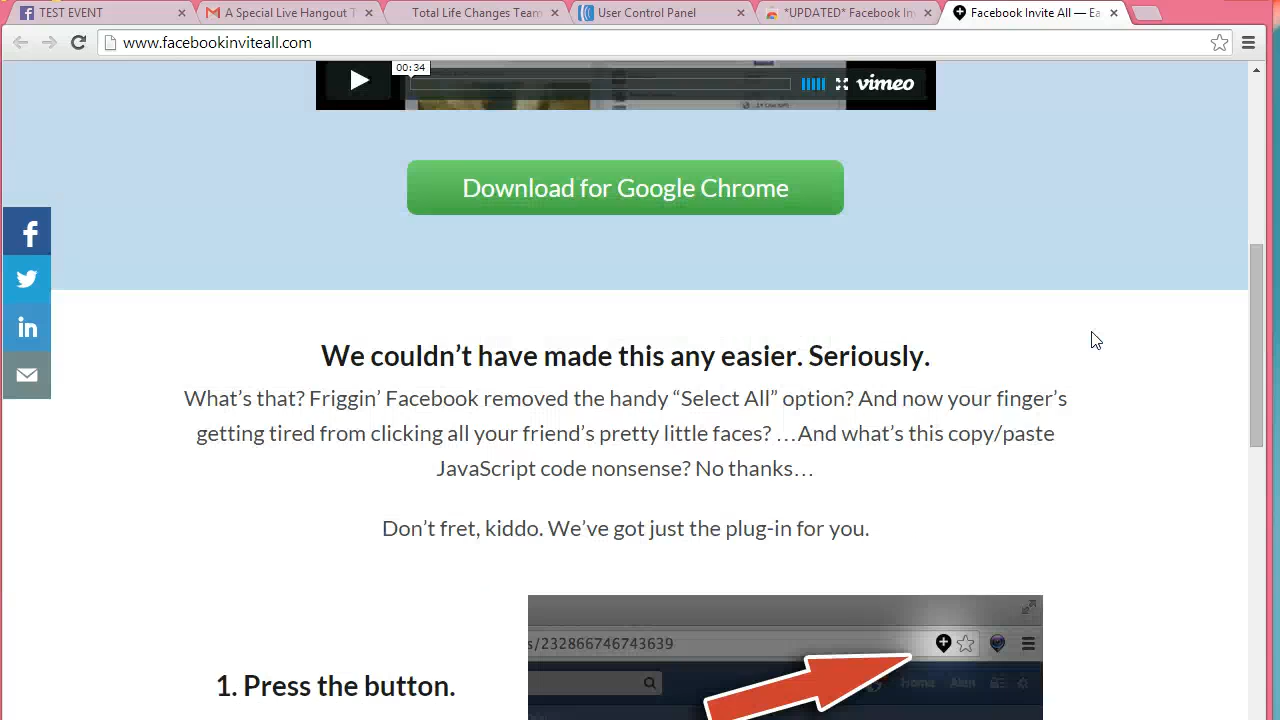 TEST EVENT
A Special Live Hangout T
Total Life Changes Team
User Control Panel
*UPDATED* Facebook In
Facebook Invite All — Ea
www.facebookinviteall.com
00:34
vimeo
Download for Google Chrome
We couldn’t have made this any easier. Seriously.
What’s that? Friggin’ Facebook removed the handy “Select All” option? And now your finger’s
getting tired from clicking all your friend’s pretty little faces? …And what’s this copy/paste
JavaScript code nonsense? No thanks…
Don’t fret, kiddo. We’ve got just the plug-in for you.
s/232866746743639
Home
Alan
1. Press the button.